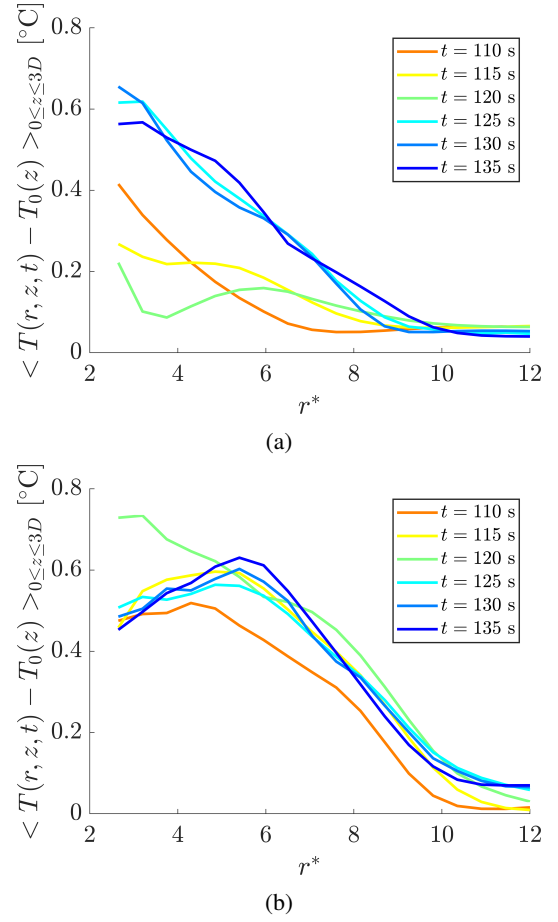 < T(r, z, t) − T₀(z) >₀≤z≤3D [°C]
0.8
0.6
0.4
0.2
0
t = 110 s
t = 115 s
t = 120 s
t = 125 s
t = 130 s
t = 135 s
2 4 6 8 10 12
r*
(a)
< T(r, z, t) − T₀(z) >₀≤z≤3D [°C]
0.8
0.6
0.4
0.2
0
t = 110 s
t = 115 s
t = 120 s
t = 125 s
t = 130 s
t = 135 s
2 4 6 8 10 12
r*
(b)